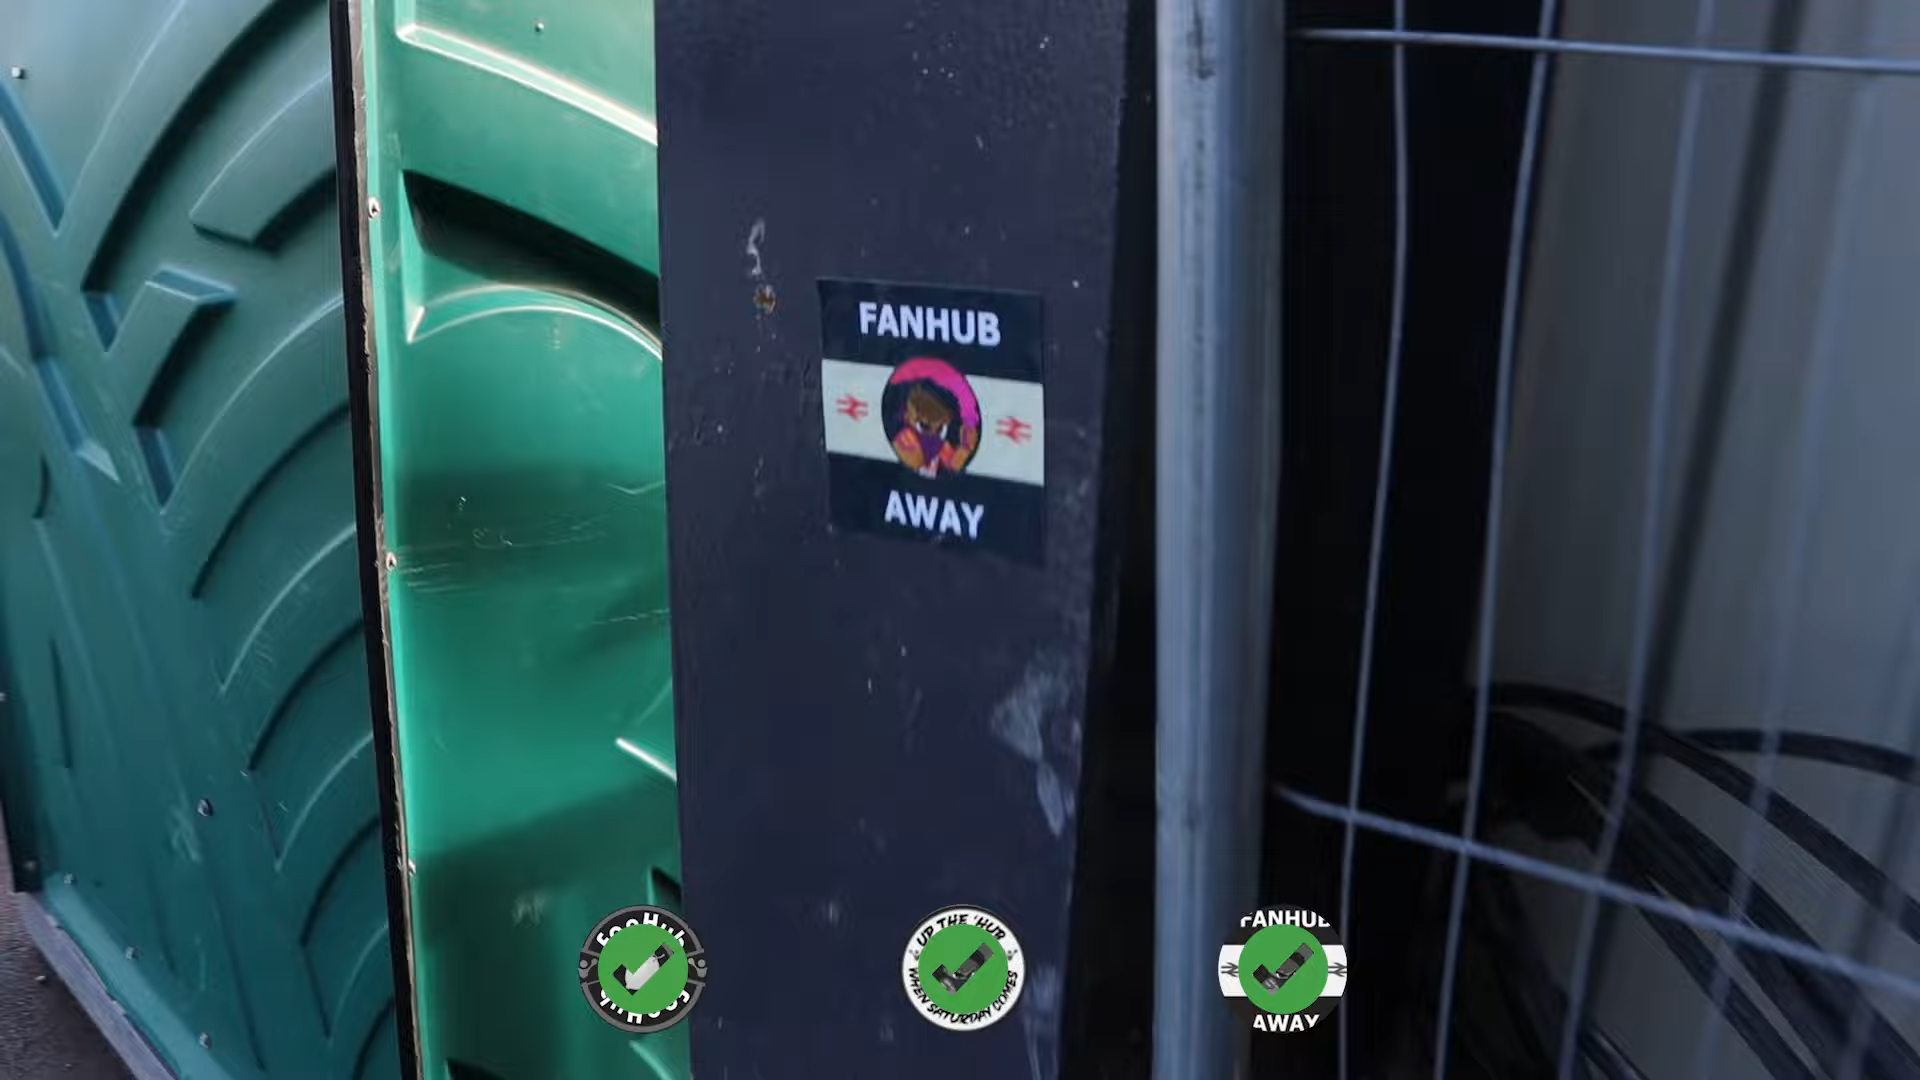 FANHUB
AWAY
UP THE 'HUB
WHEN SATURDAY COMES
FANHUB
AWAY